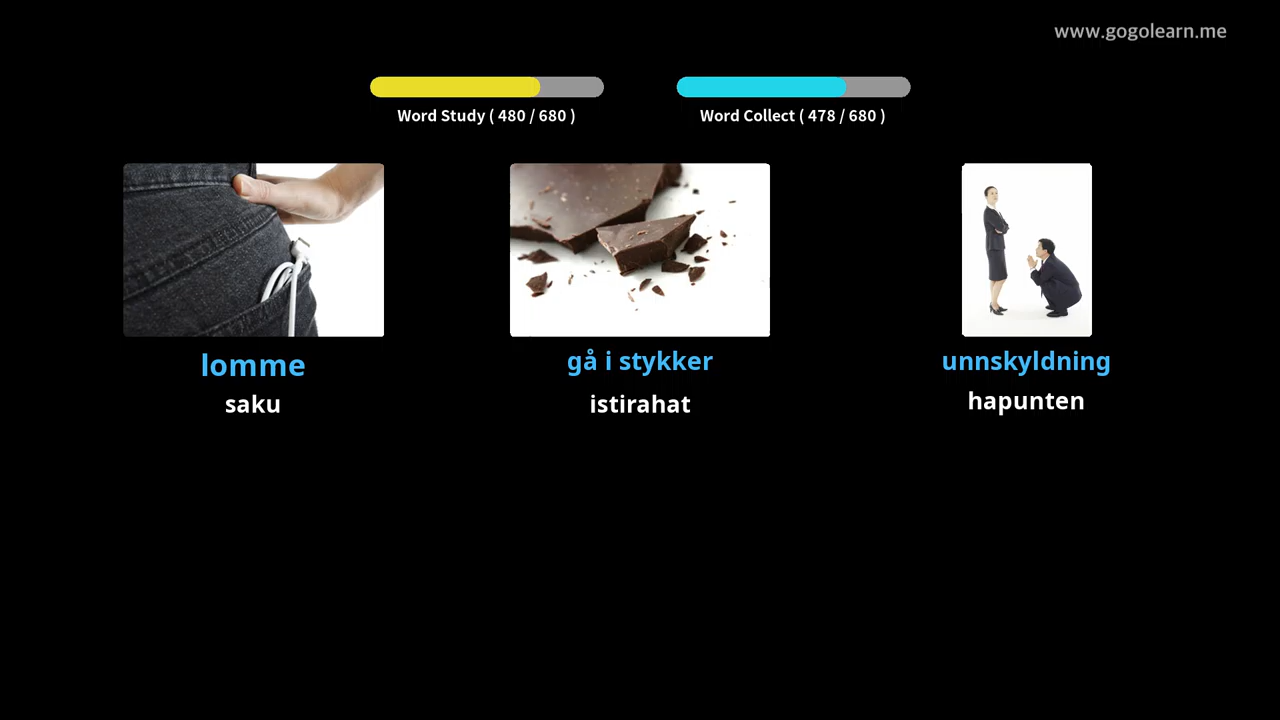 www.gogolearn.me
Word Study ( 480 / 680 )
Word Collect ( 478 / 680 )
lomme
saku
gå i stykker
istirahat
unnskyldning
hapunten